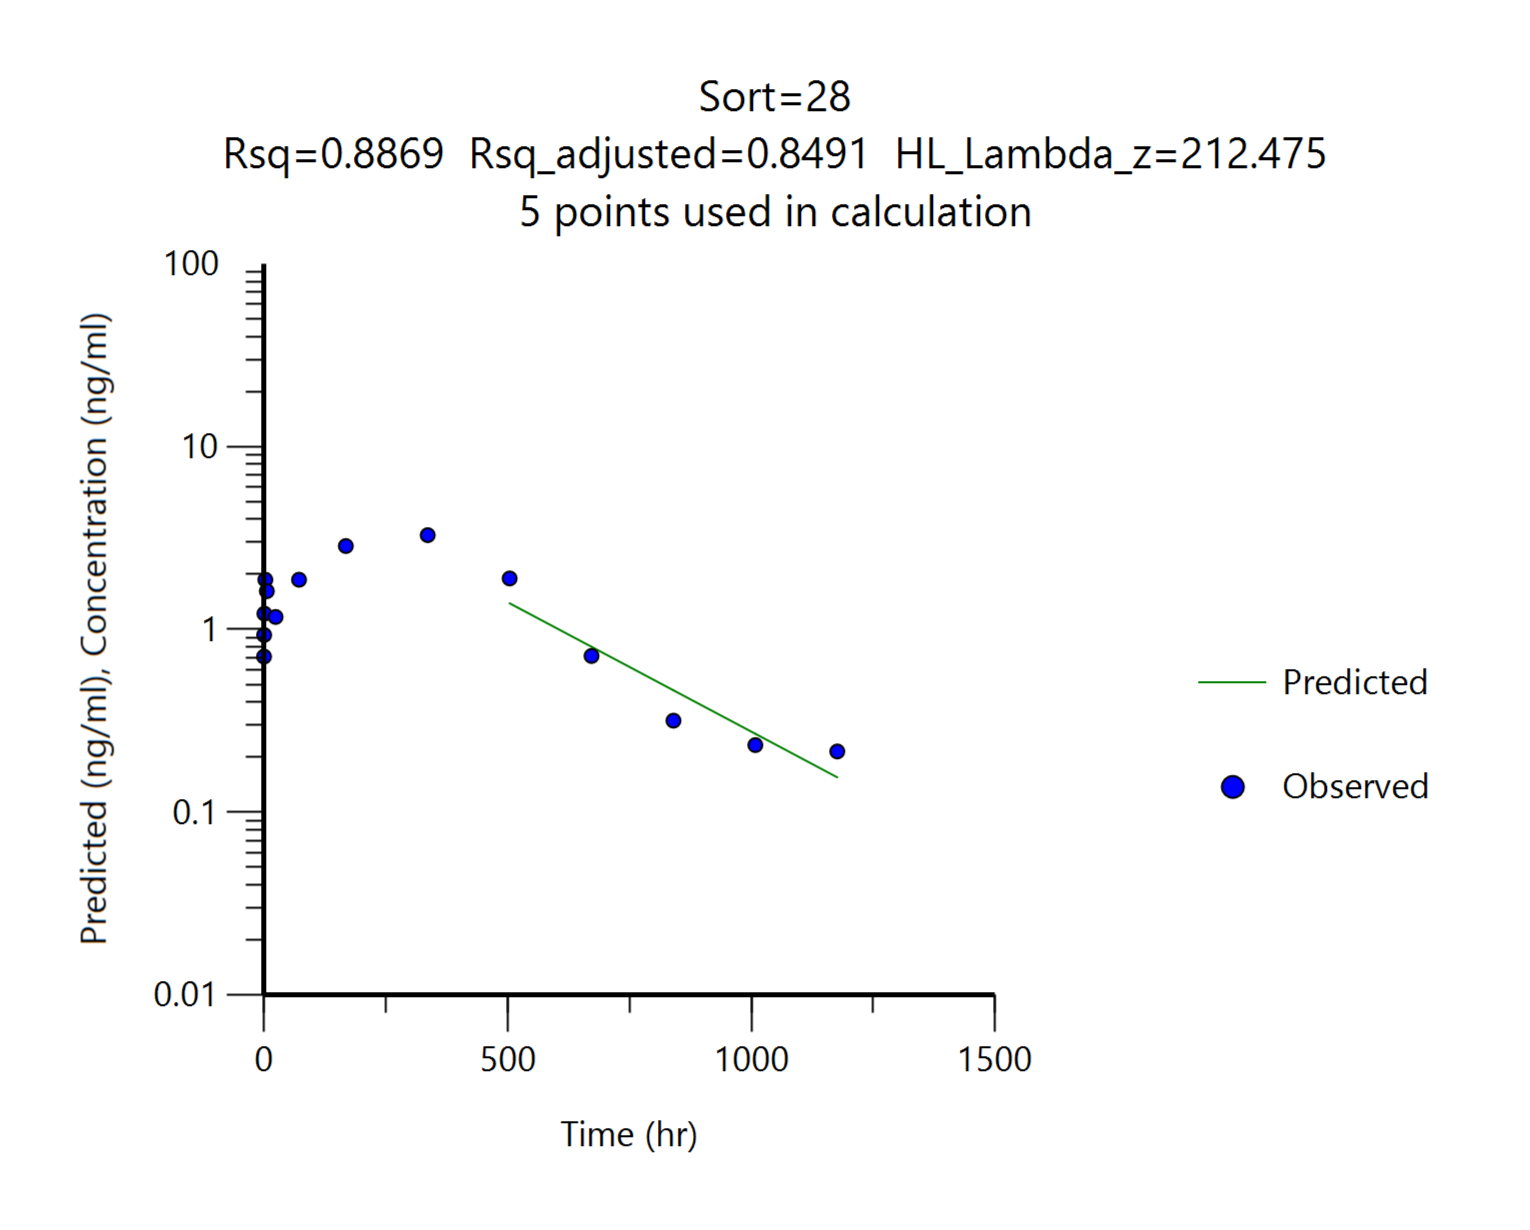 Sort=28
Rsq=0.8869 Rsq_adjusted=0.8491 HL_Lambda_z=212.475
5 points used in calculation
Predicted (ng/ml), Concentration (ng/ml)
100
10
1
0.1
0.01
0 500 1000 1500
Time (hr)
Predicted
Observed